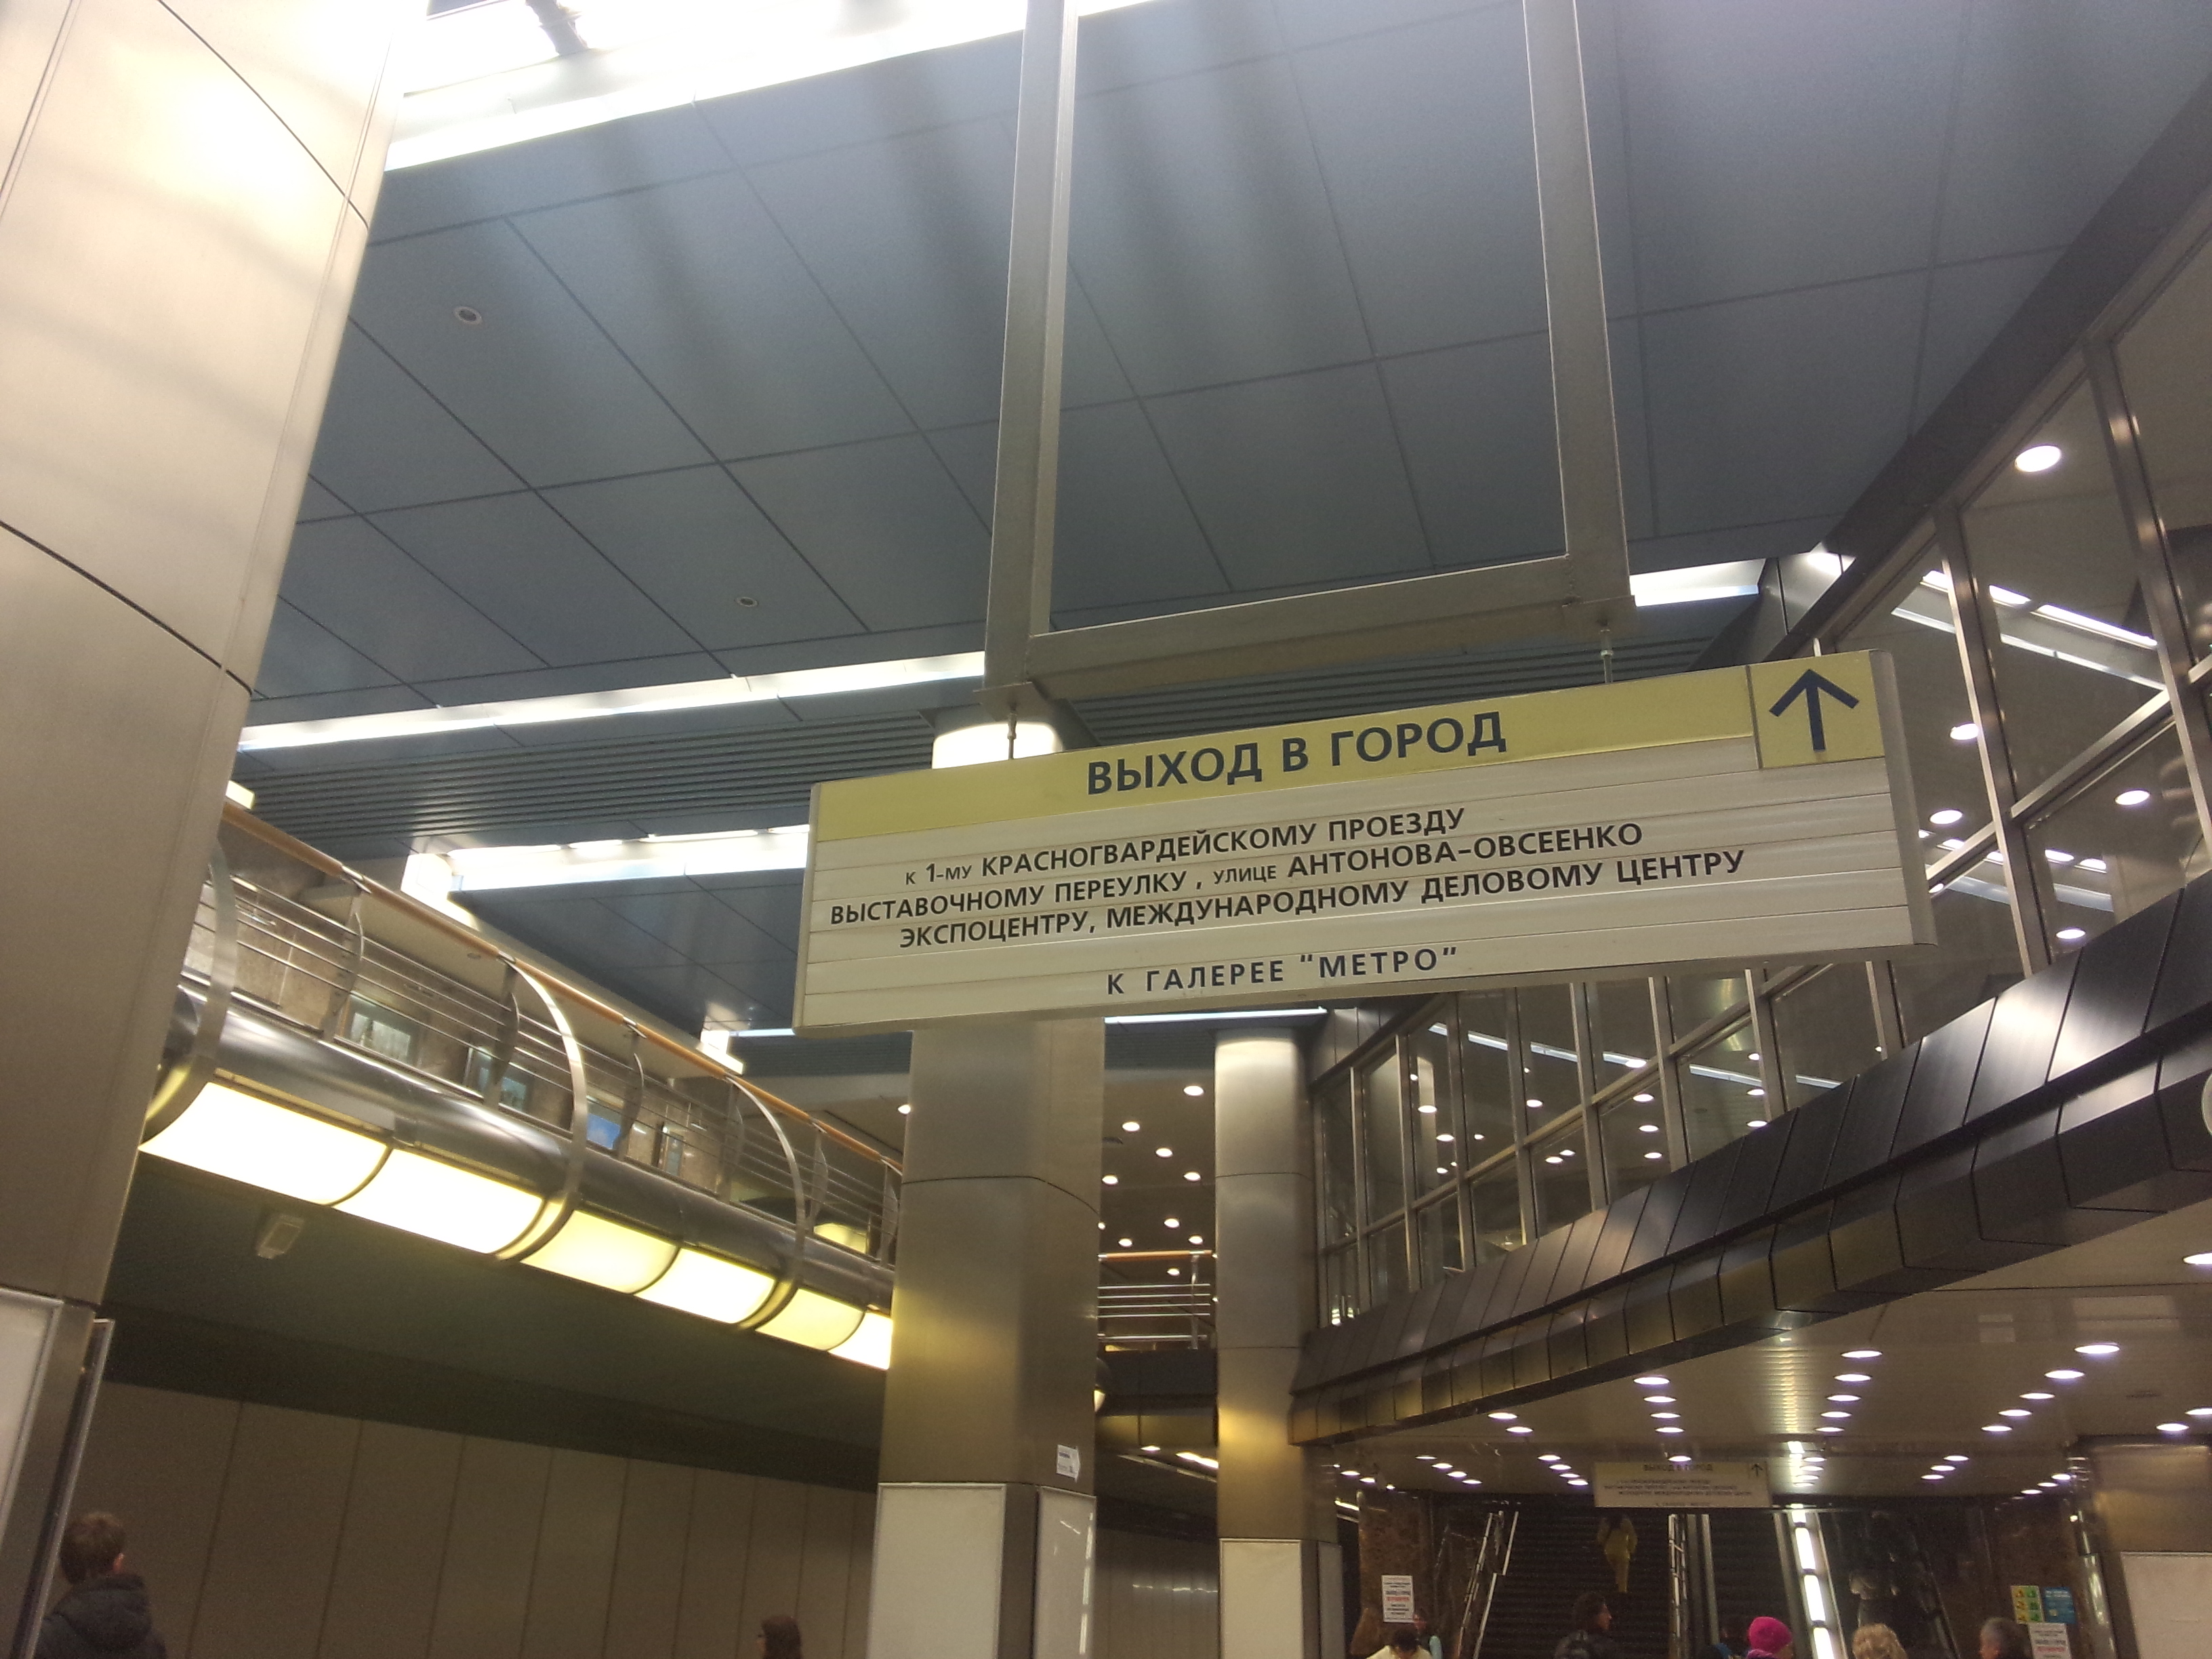 ВЫХОД В ГОРОД
К 1-МУ КРАСНОГВАРДЕЙСКОМУ ПРОЕЗДУ
ВЫСТАВОЧНОМУ ПЕРЕУЛКУ , УЛИЦЕ АНТОНОВА-ОВСЕЕНКО
ЭКСПОЦЕНТРУ, МЕЖДУНАРОДНОМУ ДЕЛОВОМУ ЦЕНТРУ
К ГАЛЕРЕЕ "МЕТРО"
ВЫХОД В ГОРОД